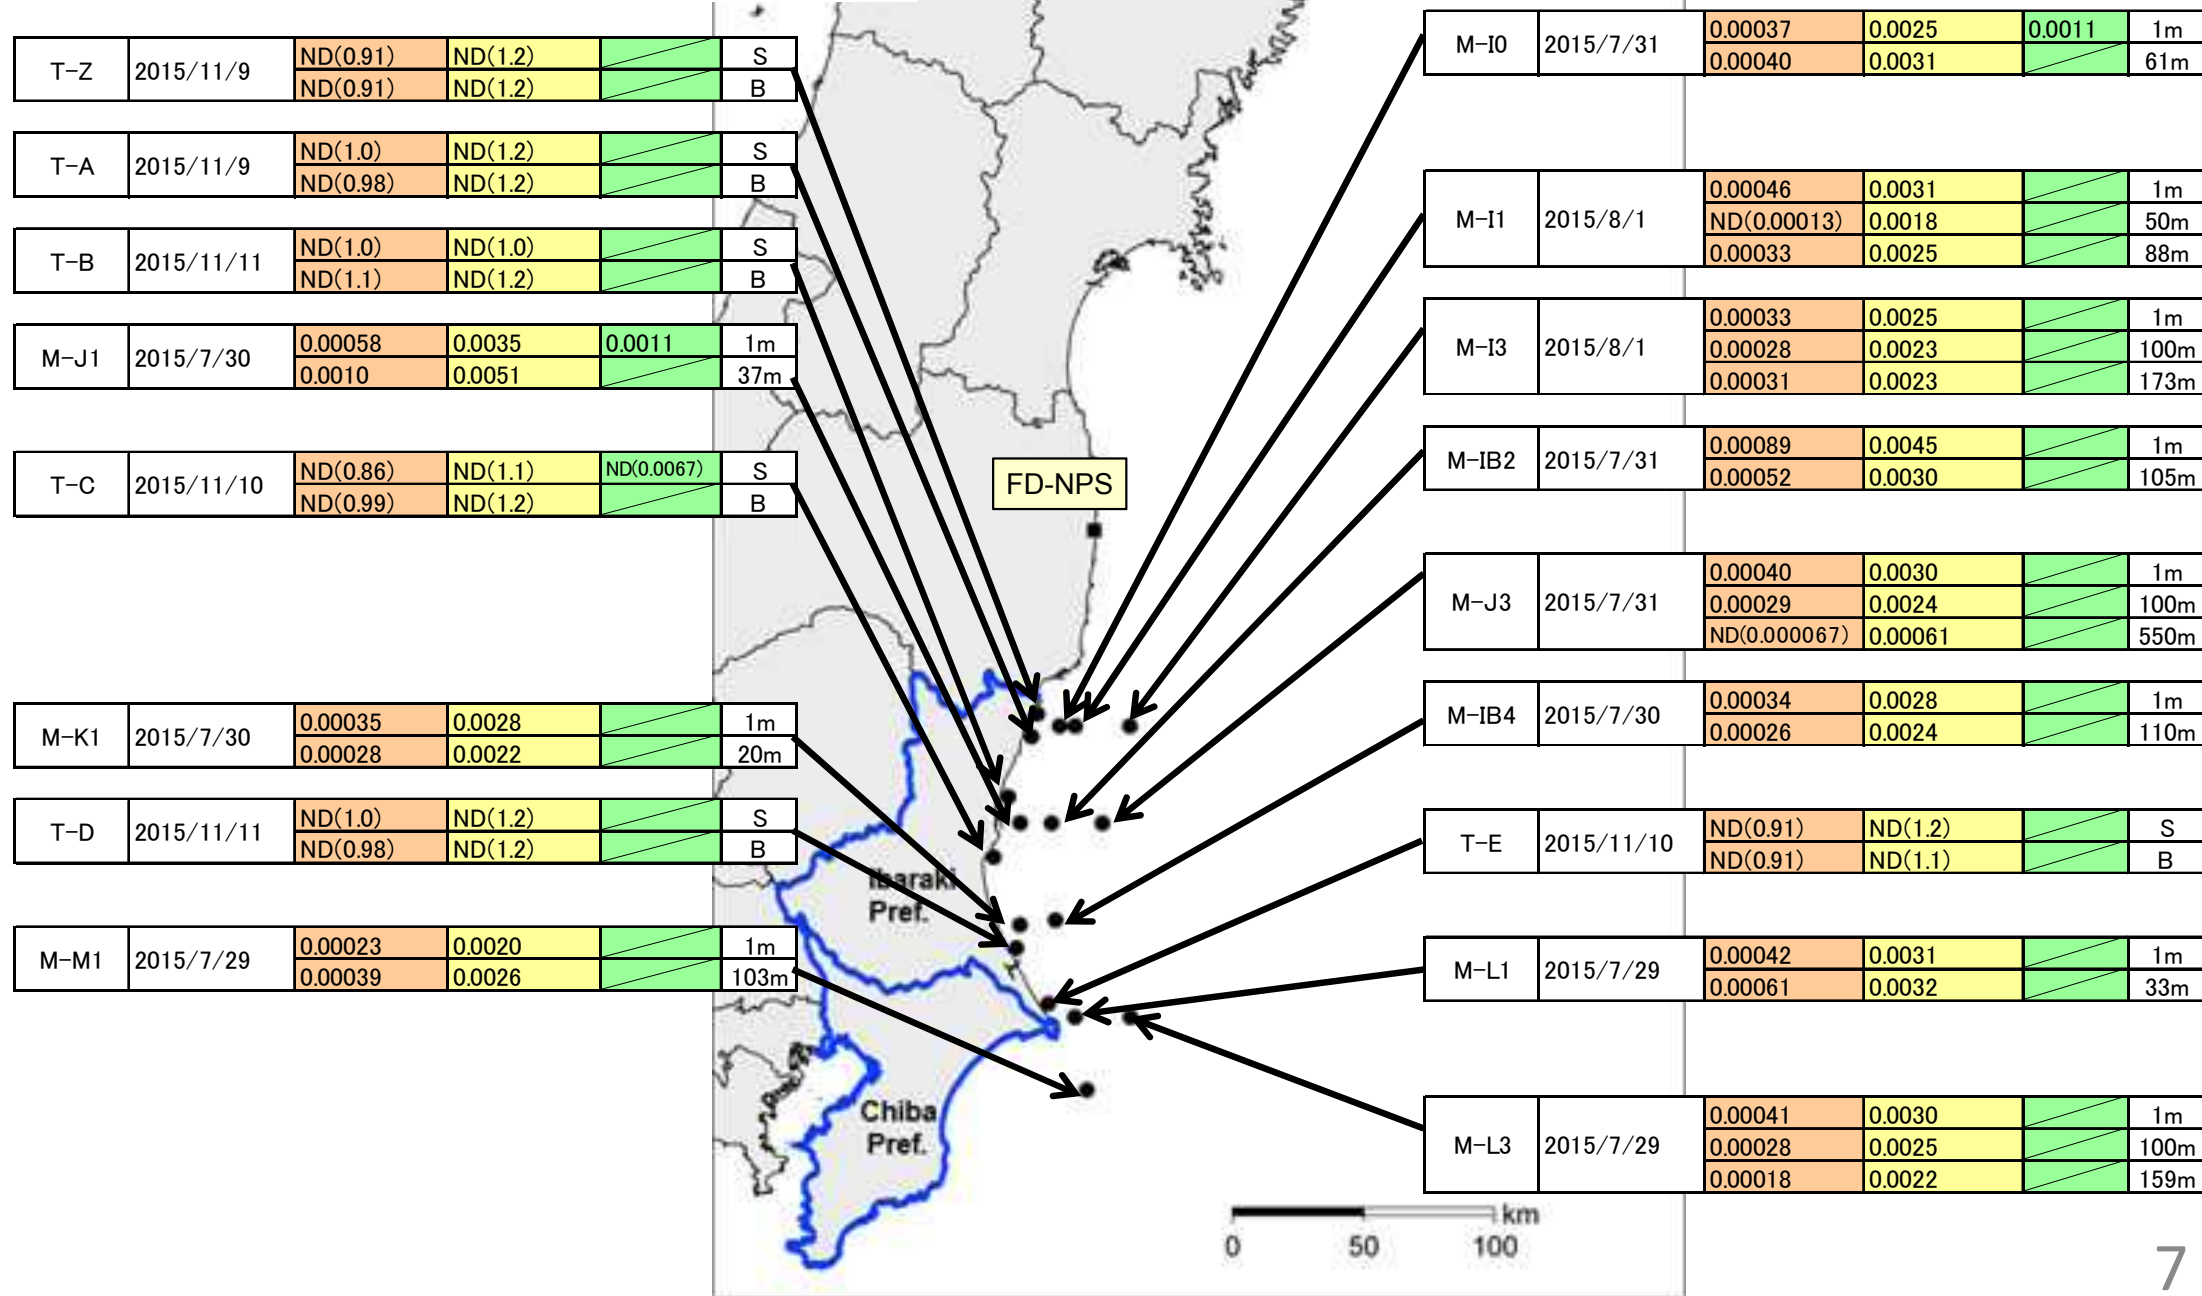 T-Z 2015/11/9 ND(0.91) ND(1.2) S
ND(0.91) ND(1.2) B
T-A 2015/11/9 ND(1.0) ND(1.2) S
ND(0.98) ND(1.2) B
T-B 2015/11/11 ND(1.0) ND(1.0) S
ND(1.1) ND(1.2) B
M-J1 2015/7/30 0.00058 0.0035 0.0011 1m
0.0010 0.0051 37m
T-C 2015/11/10 ND(0.86) ND(1.1) ND(0.0067) S
ND(0.99) ND(1.2) B
M-K1 2015/7/30 0.00035 0.0028 1m
0.00028 0.0022 20m
T-D 2015/11/11 ND(1.0) ND(1.2) S
ND(0.98) ND(1.2) B
M-M1 2015/7/29 0.00023 0.0020 1m
0.00039 0.0026 103m
FD-NPS
Ibaraki
Pref.
Chiba
Pref.
M-I0 2015/7/31 0.00037 0.0025 0.0011 1m
0.00040 0.0031 61m
M-I1 2015/8/1 0.00046 0.0031 1m
ND(0.00013) 0.0018 50m
0.00033 0.0025 88m
M-I3 2015/8/1 0.00033 0.0025 1m
0.00028 0.0023 100m
0.00031 0.0023 173m
M-IB2 2015/7/31 0.00089 0.0045 1m
0.00052 0.0030 105m
M-J3 2015/7/31 0.00040 0.0030 1m
0.00029 0.0024 100m
ND(0.000067) 0.00061 550m
M-IB4 2015/7/30 0.00034 0.0028 1m
0.00026 0.0024 110m
T-E 2015/11/10 ND(0.91) ND(1.2) S
ND(0.91) ND(1.1) B
M-L1 2015/7/29 0.00042 0.0031 1m
0.00061 0.0032 33m
M-L3 2015/7/29 0.00041 0.0030 1m
0.00028 0.0025 100m
0.00018 0.0022 159m
km
0 50 100
7